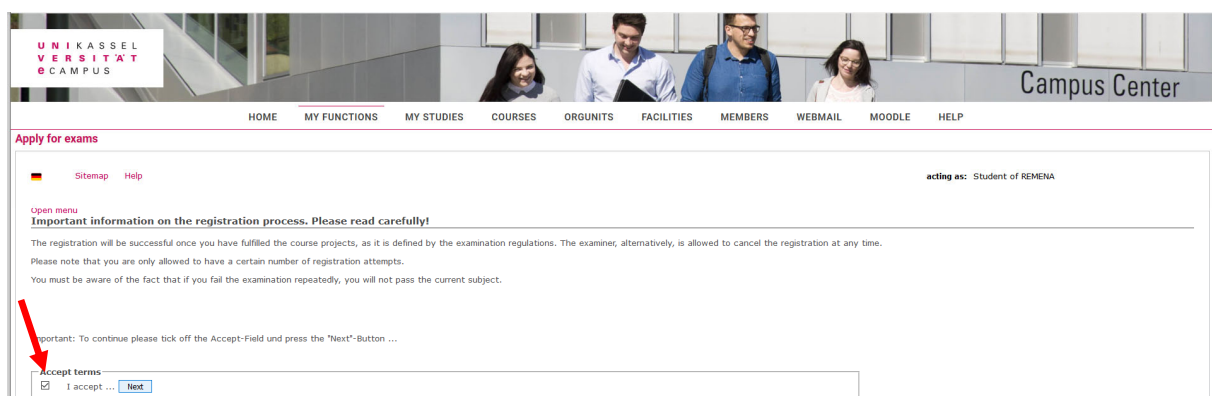 UNIKASSEL
VERSITÄT
eCAMPUS
Campus Center
HOME MY FUNCTIONS MY STUDIES COURSES ORGUNITS FACILITIES MEMBERS WEBMAIL MOODLE HELP
Apply for exams
Sitemap Help acting as: Student of REMENA
Open menu
Important information on the registration process. Please read carefully!
The registration will be successful once you have fulfilled the course projects, as it is defined by the examination regulations. The examiner, alternatively, is allowed to cancel the registration at any time.
Please note that you are only allowed to have a certain number of registration attempts.
You must be aware of the fact that if you fail the examination repeatedly, you will not pass the current subject.
Important: To continue please tick off the Accept-Field und press the "Next"-Button ...
Accept terms
I accept ... Next